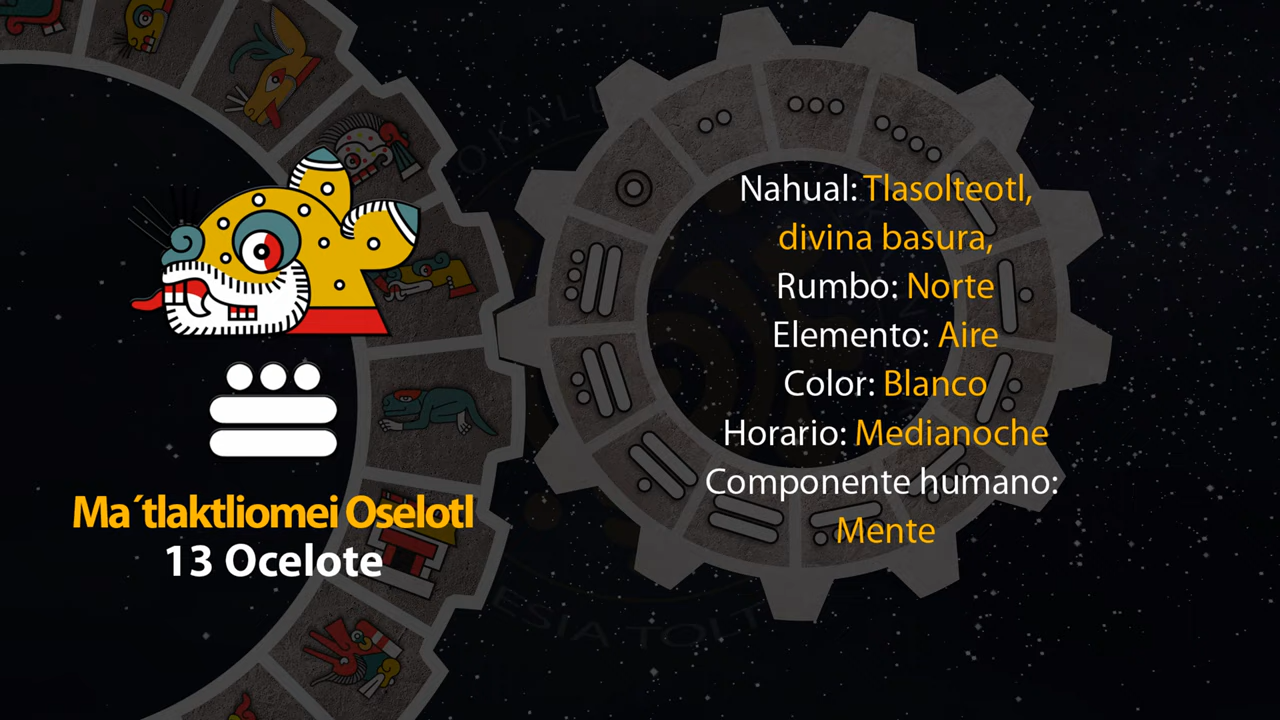 Ma´tlaktliomei Oselotl
13 Ocelote
Nahual: Tlasolteotl,
divina basura,
Rumbo: Norte
Elemento: Aire
Color: Blanco
Horario: Medianoche
Componente humano:
Mente